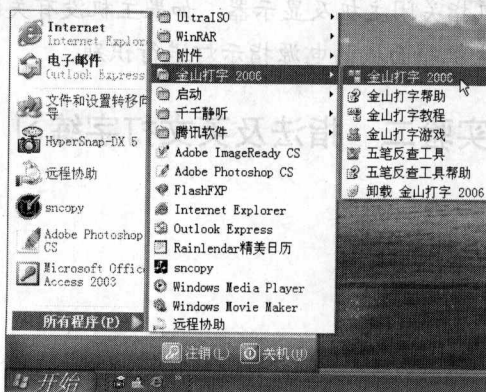 Internet
Internet Explor
电子邮件
Outlook Express
文件和设置转移向
导
HyperSnap-DX 5
远程协助
sncopy
Adobe Photoshop
CS
Microsoft Offic
Access 2003
所有程序(P)
UltraISO
WinRAR
附件
金山打字 2006
启动
千千静听
腾讯软件
Adobe ImageReady CS
Adobe Photoshop CS
FlashFXP
Internet Explorer
Outlook Express
Rainlendar精美日历
sncopy
Windows Media Player
Windows Movie Maker
远程协助
金山打字 2006
金山打字帮助
金山打字教程
金山打字游戏
五笔反查工具
五笔反查工具帮助
卸载 金山打字 2006
注销(L)
关机(U)
开始